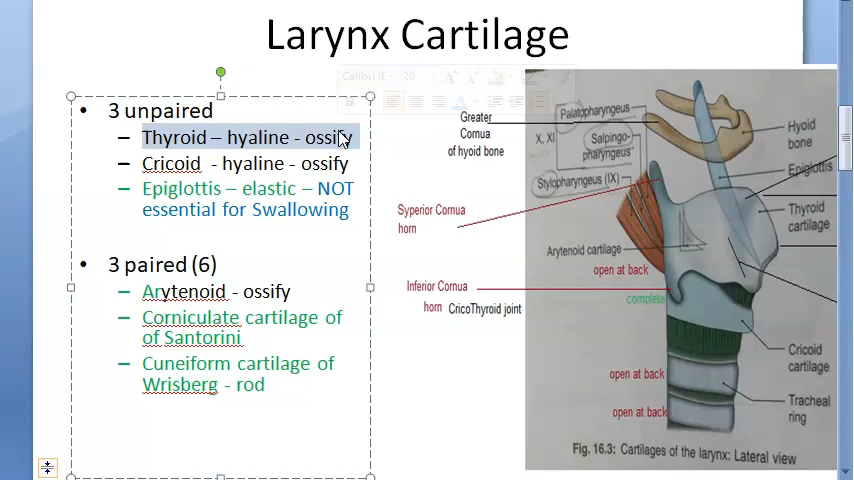 Larynx Cartilage
Calibri (E 20
• 3 unpaired
– Thyroid – hyaline - ossify
– Cricoid - hyaline - ossify
– Epiglottis – elastic – NOT
essential for Swallowing
• 3 paired (6)
– Arytenoid - ossify
– Corniculate cartilage of
of Santorini
– Cuneiform cartilage of
Wrisberg - rod
Greater
Cornua
of hyoid bone
Palatopharyngeus
X, XI
Salpingo-
pharyngeus
Stylopharyngeus (IX)
Syperior Cornua
horn
Arytenoid cartilage
open at back
Inferior Cornua
horn CricoThyroid joint
complete
open at back
open at back
Hyoid
bone
Epiglottis
Thyroid
cartilage
Cricoid
cartilage
Tracheal
ring
Fig. 16.3: Cartilages of the larynx: Lateral view